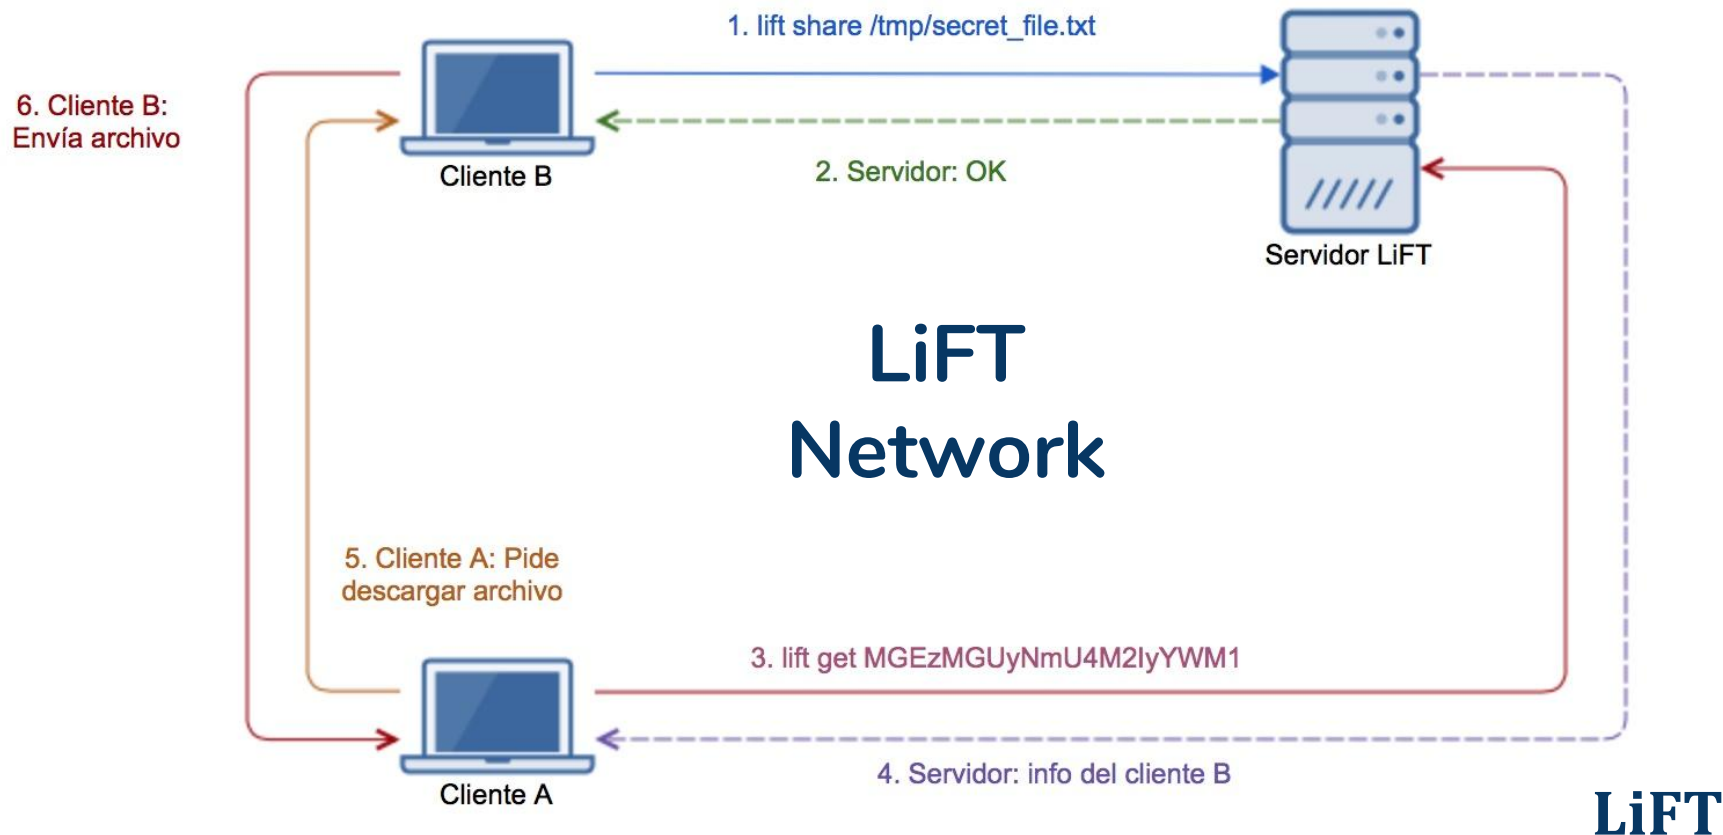 1. lift share /tmp/secret_file.txt
6. Cliente B:
Envía archivo
Cliente B
2. Servidor: OK
Servidor LiFT
LiFT
Network
5. Cliente A: Pide
descargar archivo
3. lift get MGEzMGUyNmU4M2IyYWM1
4. Servidor: info del cliente B
Cliente A
LiFT